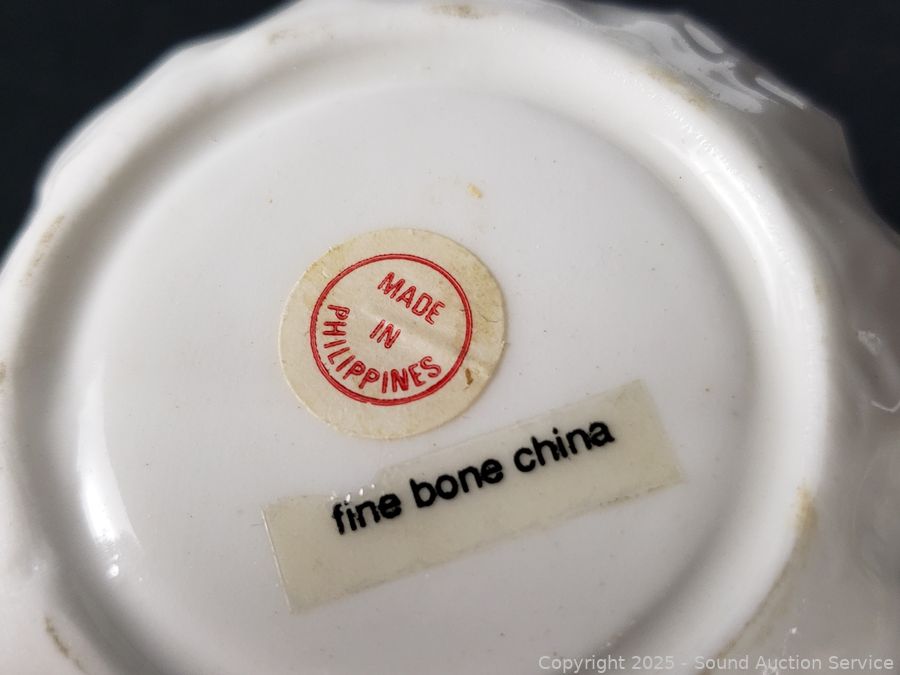 MADE
IN
PHILIPPINES
fine bone china
Copyright 2025 - Sound Auction Service